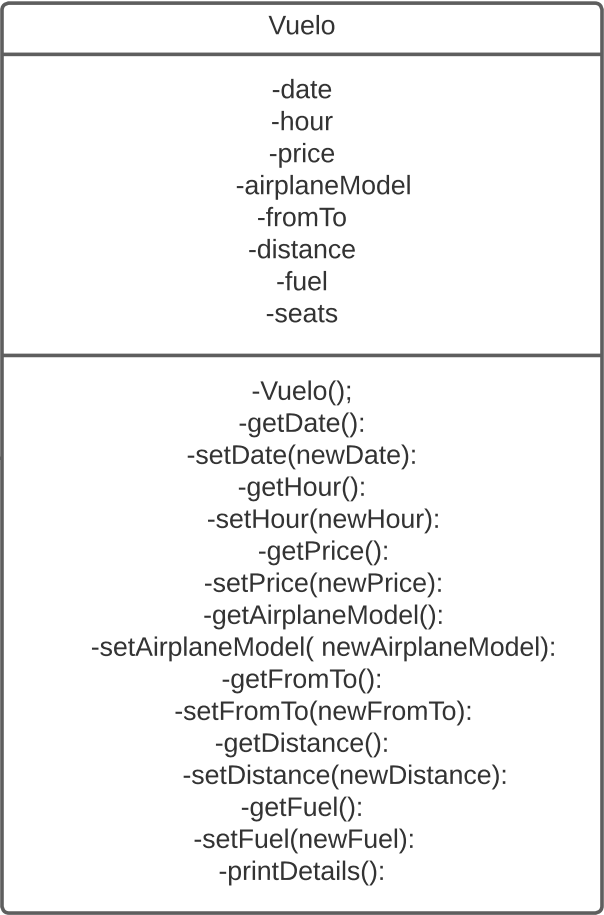 Vuelo
-date
-hour
-price
-airplaneModel
-fromTo
-distance
-fuel
-seats
-Vuelo();
-getDate():
-setDate(newDate):
-getHour():
-setHour(newHour):
-getPrice():
-setPrice(newPrice):
-getAirplaneModel():
-setAirplaneModel( newAirplaneModel):
-getFromTo():
-setFromTo(newFromTo):
-getDistance():
-setDistance(newDistance):
-getFuel():
-setFuel(newFuel):
-printDetails():